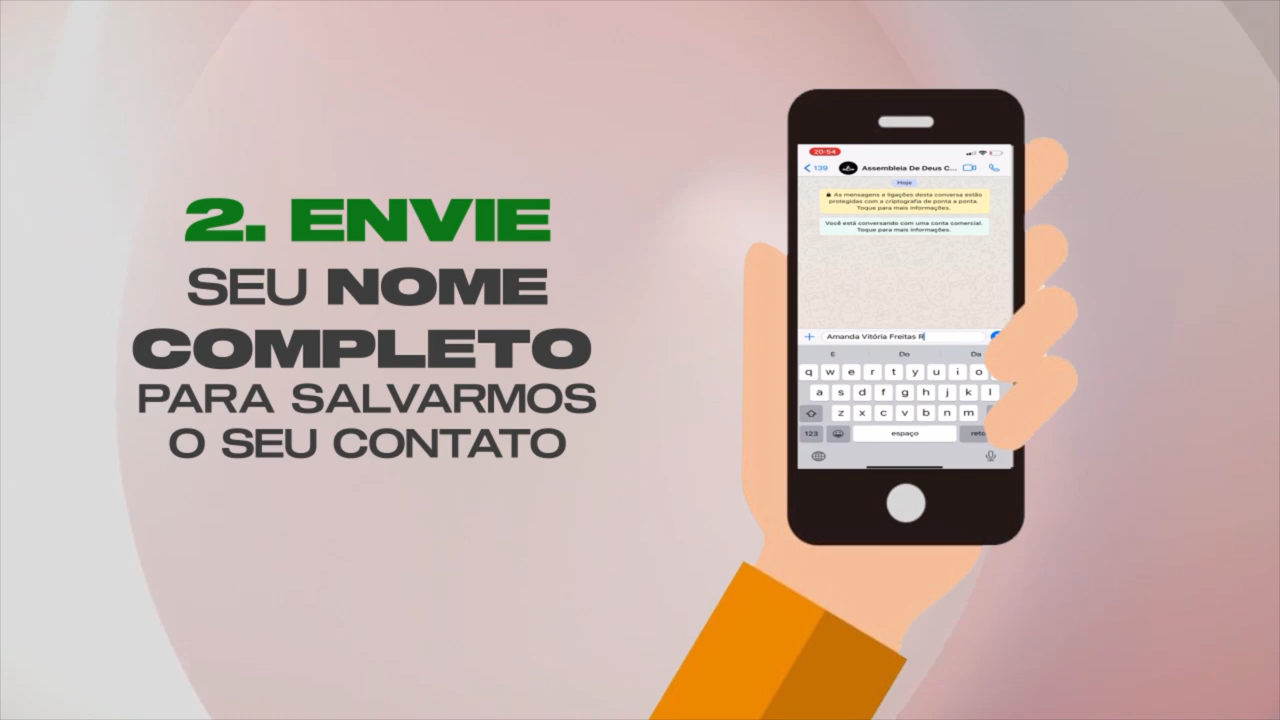 2. ENVIE
SEU NOME
COMPLETO
PARA SALVARMOS
O SEU CONTATO
20:54
139
Assembleia De Deus C...
Hoje
As mensagens e ligações desta conversa estão
protegidas com a criptografia de ponta a ponta.
Toque para mais informações.
Você está conversando com uma conta comercial.
Toque para mais informações.
Amanda Vitória Freitas R
E Do Da
q w e r t y u i o
a s d f g h j k l
z x c v b n m
123 espaço reto